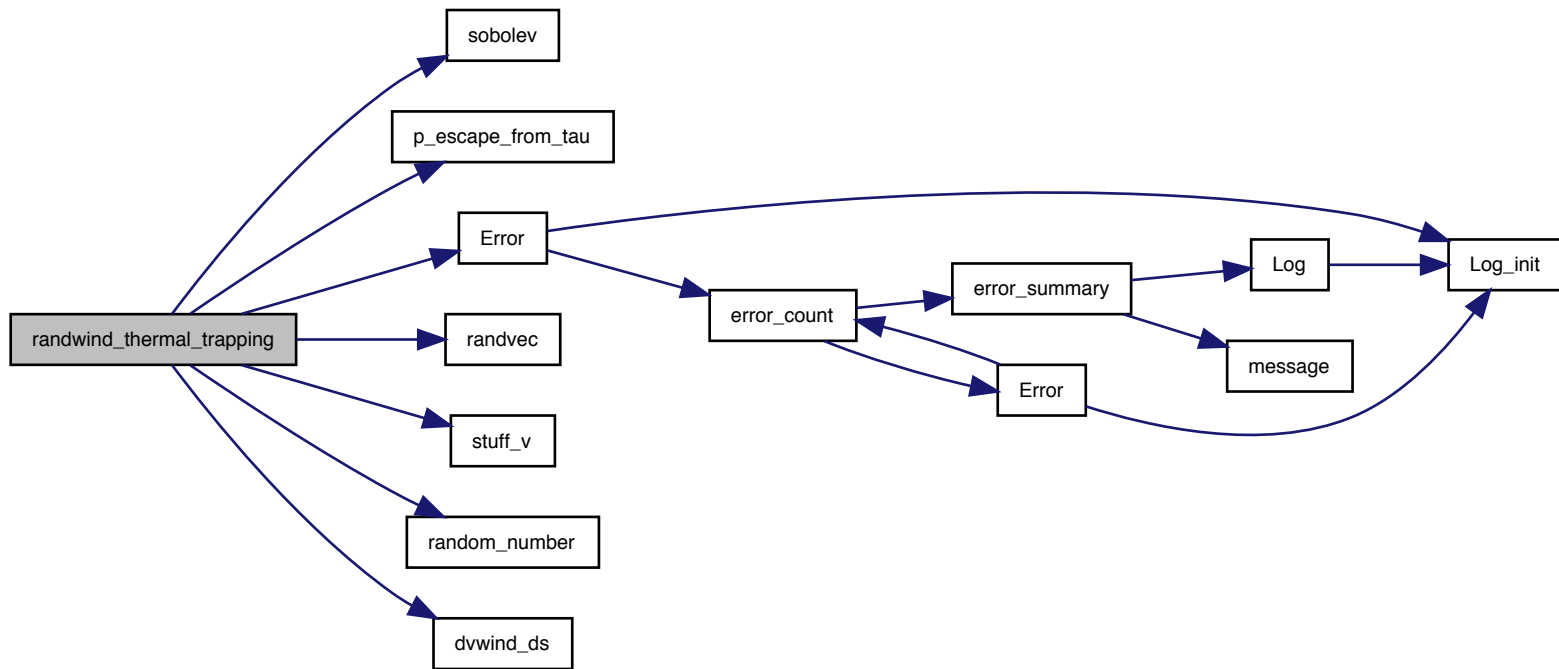 sobolev
p_escape_from_tau
Error
Log
Log_init
error_summary
error_count
randwind_thermal_trapping
randvec
message
Error
stuff_v
random_number
dvwind_ds